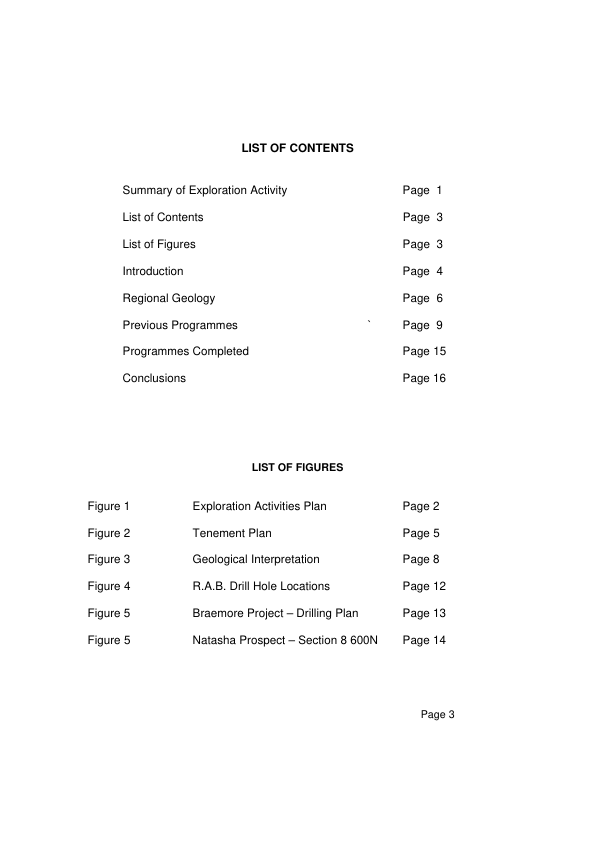 LIST OF CONTENTS
Summary of Exploration Activity Page 1
List of Contents Page 3
List of Figures Page 3
Introduction Page 4
Regional Geology Page 6
Previous Programmes ` Page 9
Programmes Completed Page 15
Conclusions Page 16
LIST OF FIGURES
Figure 1 Exploration Activities Plan Page 2
Figure 2 Tenement Plan Page 5
Figure 3 Geological Interpretation Page 8
Figure 4 R.A.B. Drill Hole Locations Page 12
Figure 5 Braemore Project – Drilling Plan Page 13
Figure 5 Natasha Prospect – Section 8 600N Page 14
Page 3